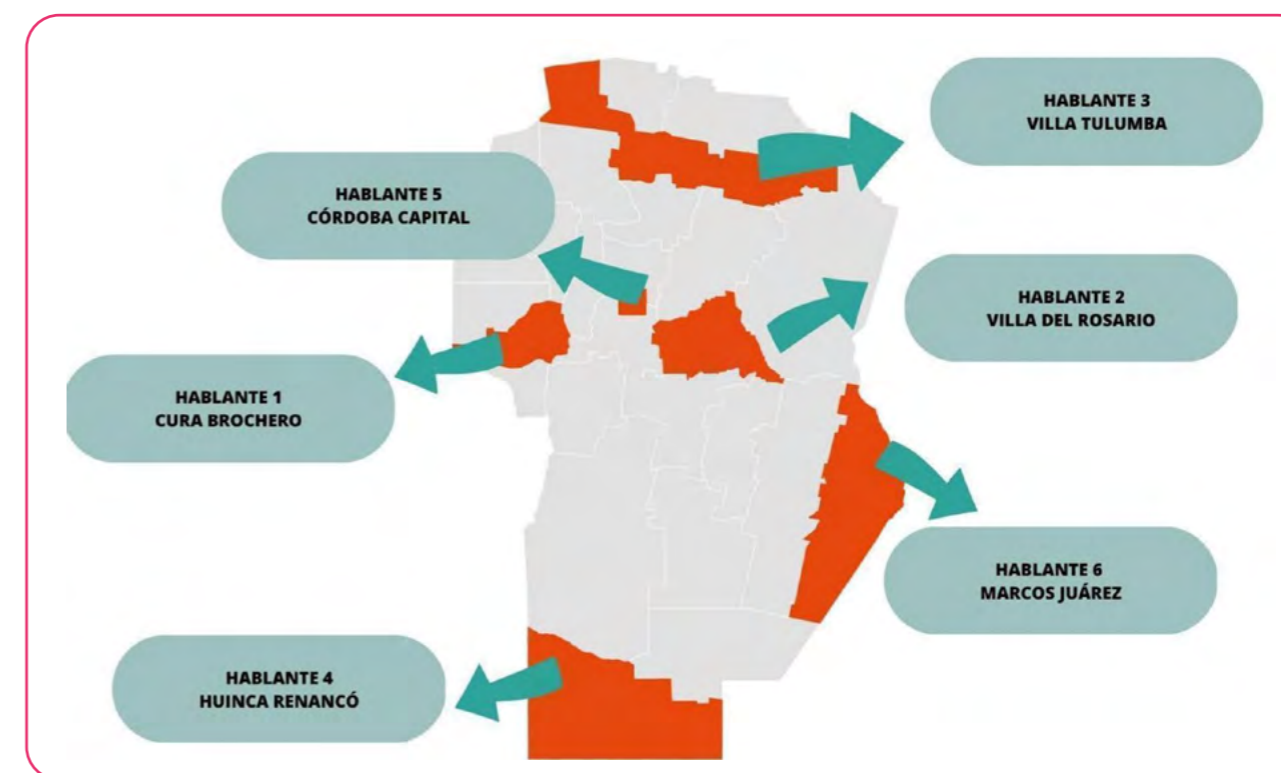 HABLANTE 3
VILLA TULUMBA
HABLANTE 5
CÓRDOBA CAPITAL
HABLANTE 2
VILLA DEL ROSARIO
HABLANTE 1
CURA BROCHERO
HABLANTE 6
MARCOS JUÁREZ
HABLANTE 4
HUINCA RENANCÓ